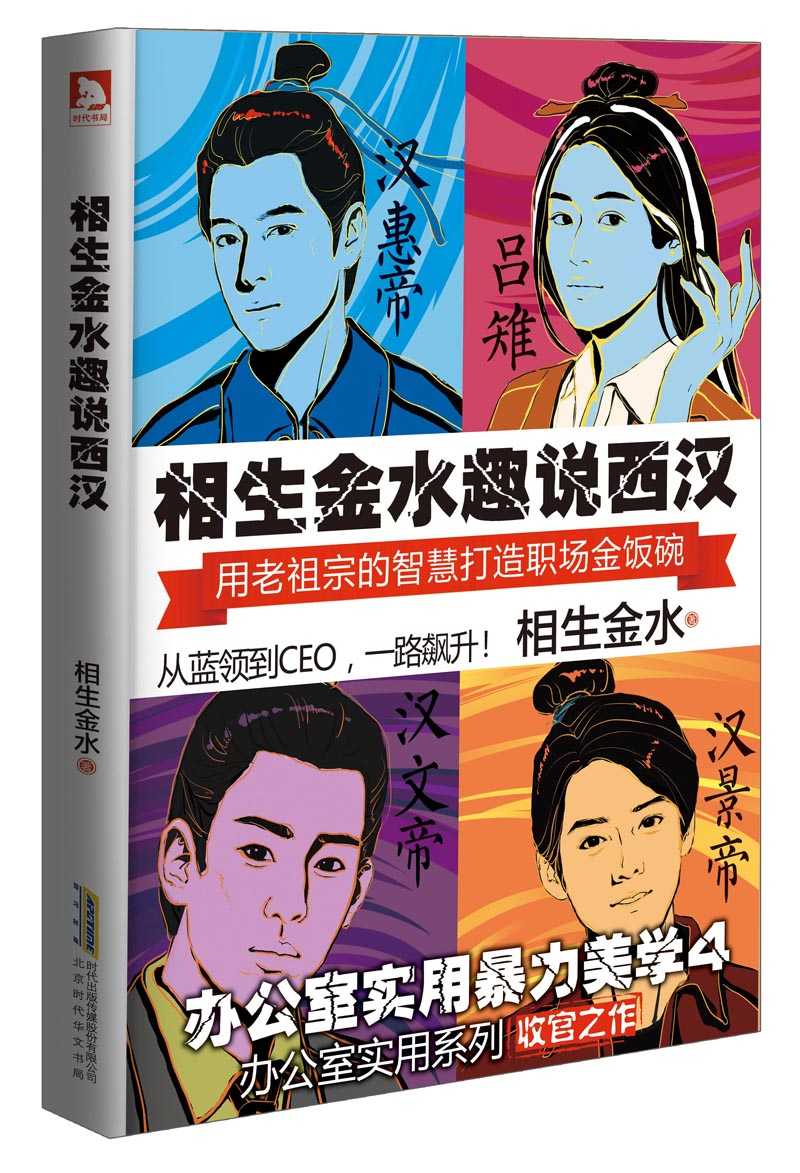 时代书局
相生金水趣说西汉
相生金水 著
APTIME
时代出版传媒股份有限公司
北京时代华文书局
汉惠帝
吕雉
相生金水趣说西汉
用老祖宗的智慧打造职场金饭碗
从蓝领到CEO，一路飙升！
相生金水 著
汉文帝
汉景帝
办公室实用暴力美学4
办公室实用系列
收官之作